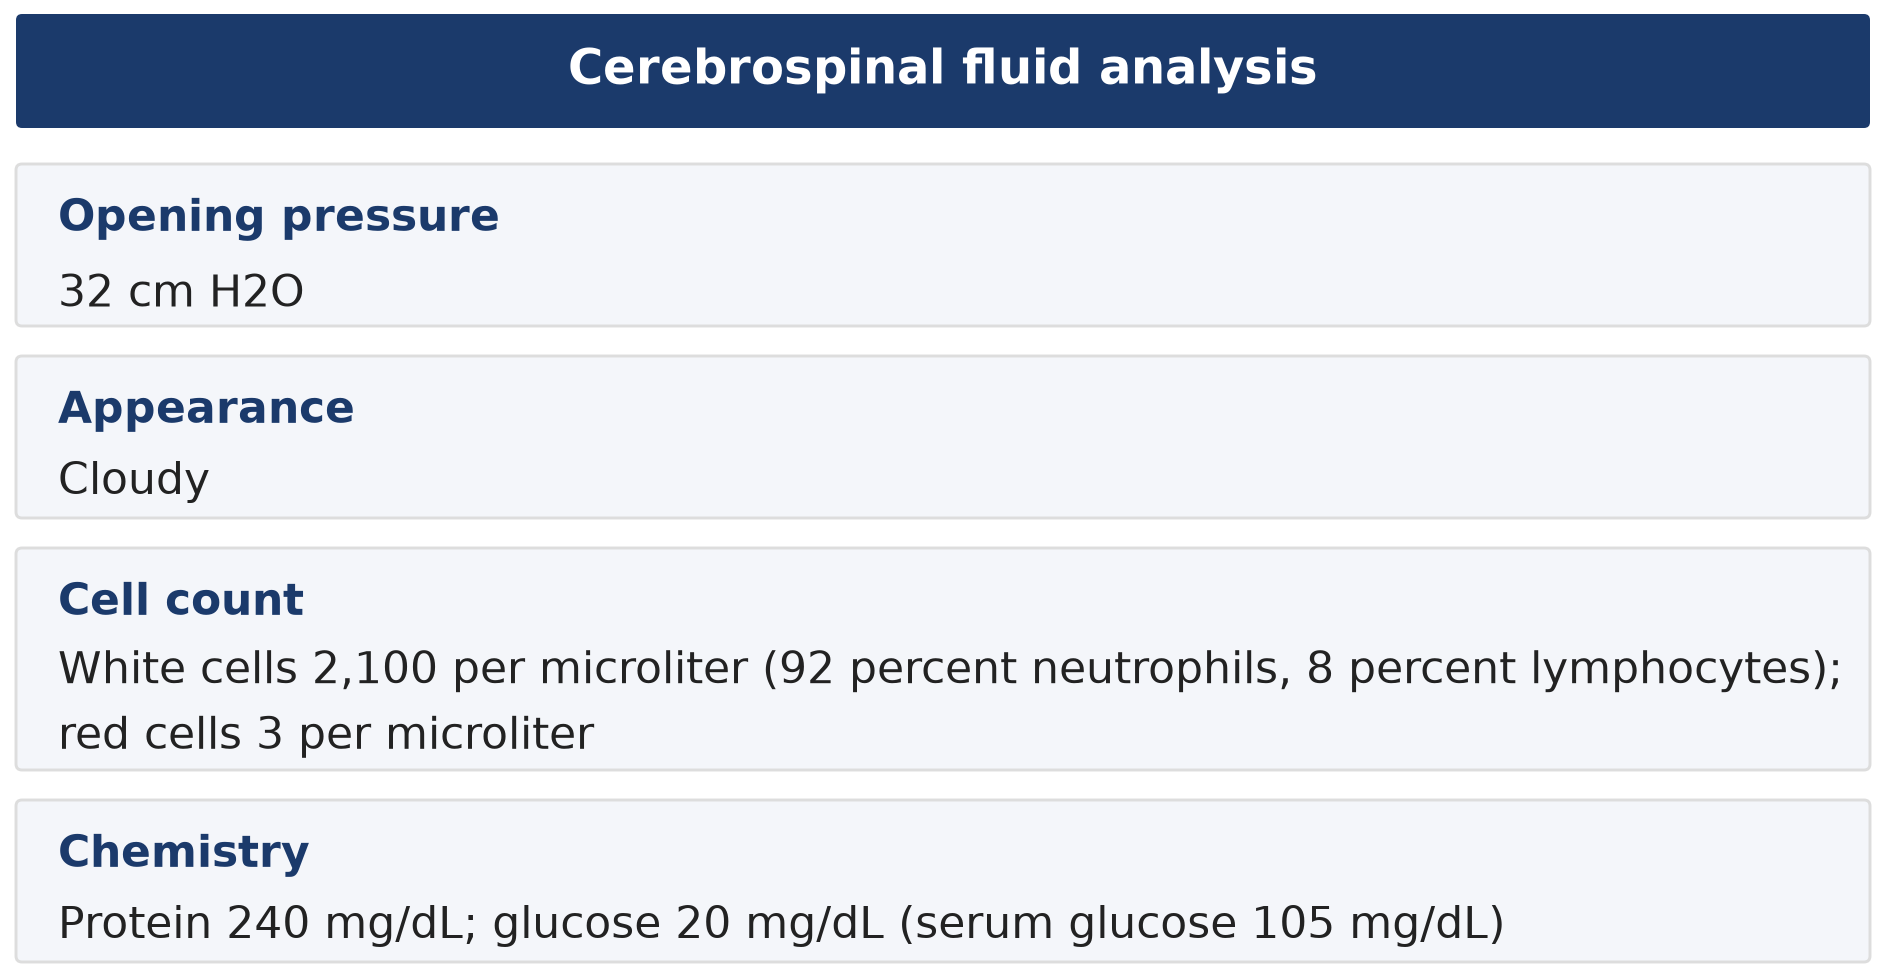 Cerebrospinal fluid analysis
Opening pressure
32 cm H2O
Appearance
Cloudy
Cell count
White cells 2,100 per microliter (92 percent neutrophils, 8 percent lymphocytes);
red cells 3 per microliter
Chemistry
Protein 240 mg/dL; glucose 20 mg/dL (serum glucose 105 mg/dL)